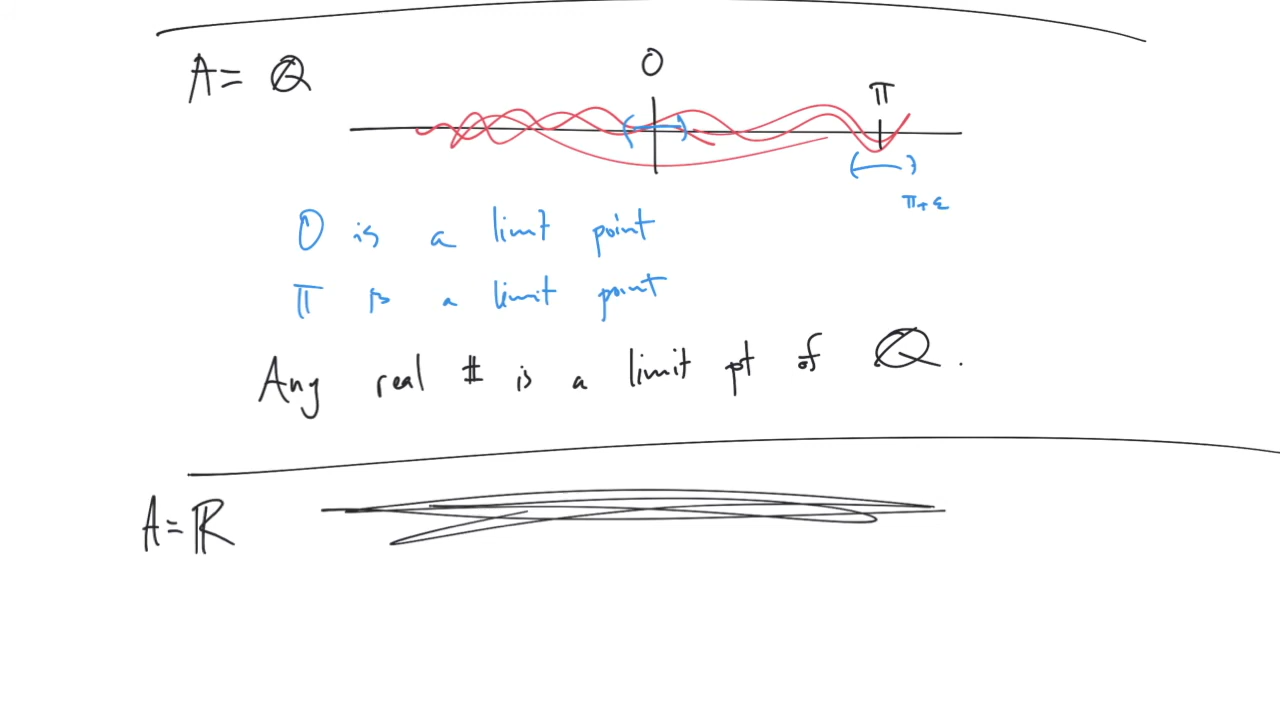 A = ℚ
0
π
π+ε
0 is a limit point
π is a limit point
Any real # is a limit pt of ℚ.
A = ℝ